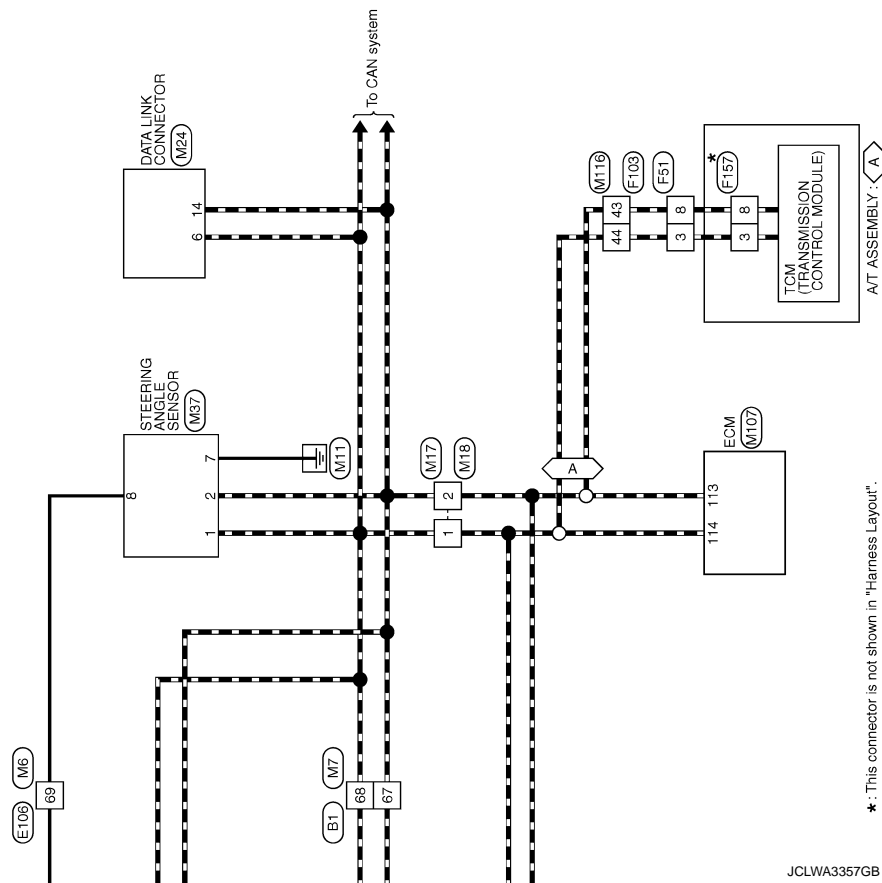 To CAN system
DATA LINK
CONNECTOR
M24
14
6
M116
F103
F51
*
F157
43
8
8
44
3
3
TCM
(TRANSMISSION
CONTROL MODULE)
A/T ASSEMBLY : A
STEERING
ANGLE
SENSOR
M37
8
7
2
1
M11
M17
M18
2
1
A
ECM
M107
113
114
M6
E106
69
M7
B1
68
67
* : This connector is not shown in "Harness Layout".
JCLWA3357GB